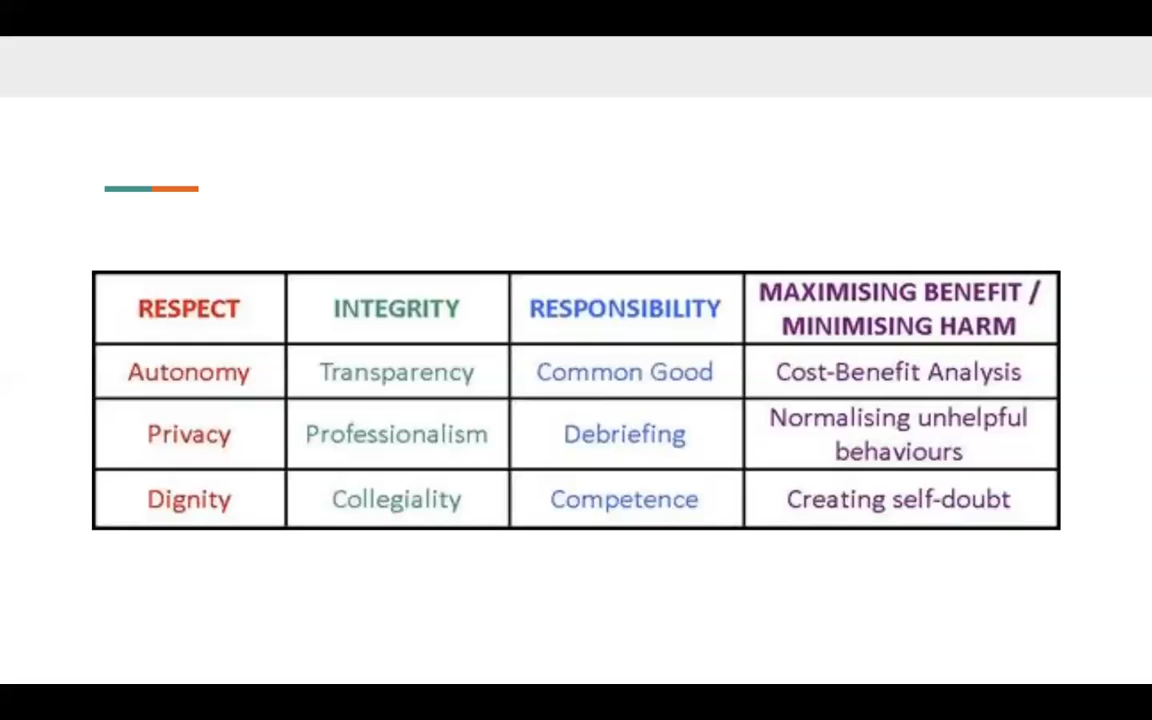 RESPECT INTEGRITY RESPONSIBILITY MAXIMISING BENEFIT /
MINIMISING HARM
Autonomy Transparency Common Good Cost-Benefit Analysis
Privacy Professionalism Debriefing Normalising unhelpful
behaviours
Dignity Collegiality Competence Creating self-doubt